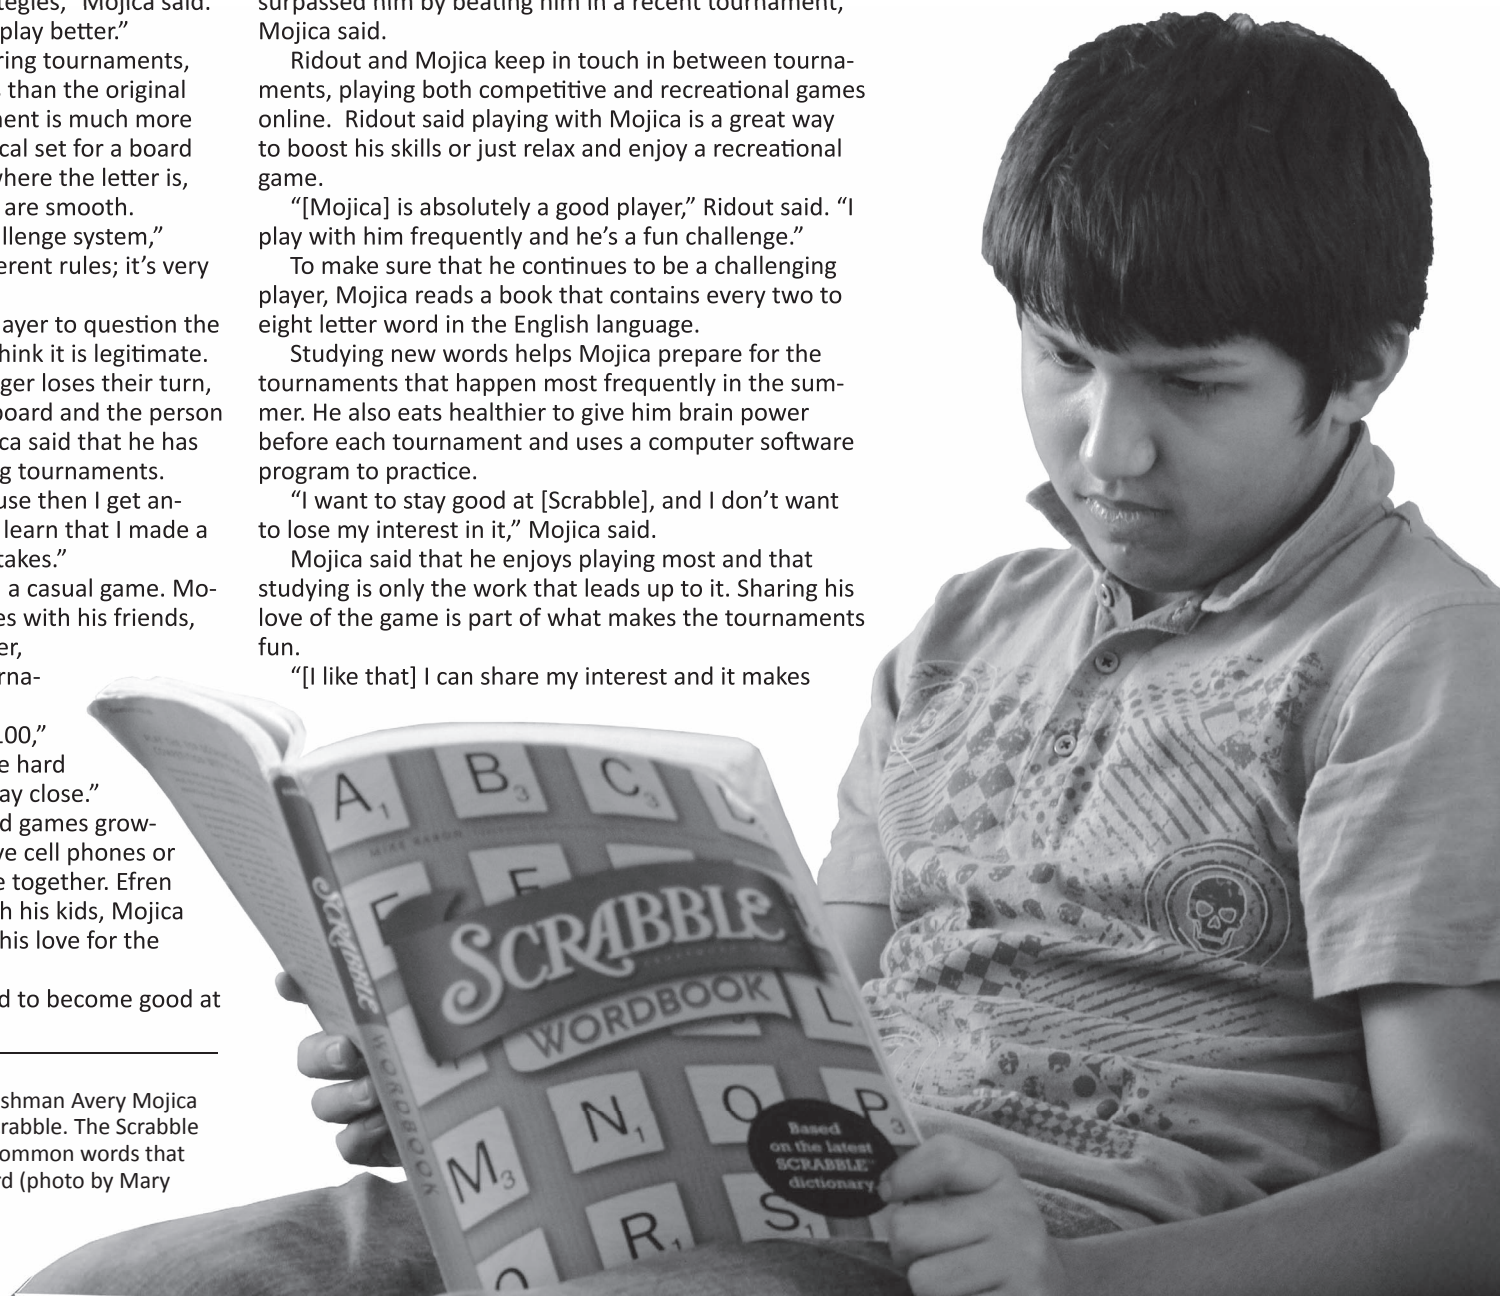 tegies," Mojica said.
play better."
ring tournaments,
than the original
ent is much more
cal set for a board
where the letter is,
are smooth.
llenge system,"
erent rules; it's very
ayer to question the
hink it is legitimate.
ger loses their turn,
board and the person
ca said that he has
g tournaments.
use then I get an-
learn that I made a
takes."
a casual game. Mo-
es with his friends,
er,
rna-
100,"
e hard
ay close."
d games grow-
ve cell phones or
e together. Efren
h his kids, Mojica
his love for the
d to become good at
shman Avery Mojica
rabble. The Scrabble
ommon words that
rd (photo by Mary
surpassed him by beating him in a recent tournament,
Mojica said.
Ridout and Mojica keep in touch in between tourna-
ments, playing both competitive and recreational games
online.  Ridout said playing with Mojica is a great way
to boost his skills or just relax and enjoy a recreational
game.
"[Mojica] is absolutely a good player," Ridout said. "I
play with him frequently and he's a fun challenge."
To make sure that he continues to be a challenging
player, Mojica reads a book that contains every two to
eight letter word in the English language.
Studying new words helps Mojica prepare for the
tournaments that happen most frequently in the sum-
mer. He also eats healthier to give him brain power
before each tournament and uses a computer software
program to practice.
"I want to stay good at [Scrabble], and I don't want
to lose my interest in it," Mojica said.
Mojica said that he enjoys playing most and that
studying is only the work that leads up to it. Sharing his
love of the game is part of what makes the tournaments
fun.
"[I like that] I can share my interest and it makes
A1 B3 C3
MIKE BARON
E
SCRABBLE
WORDBOOK
L
N1 O P3
M3
R1 S1
Based
on the latest
SCRABBLE™
dictionary
SCRABBLE WORDBOOK